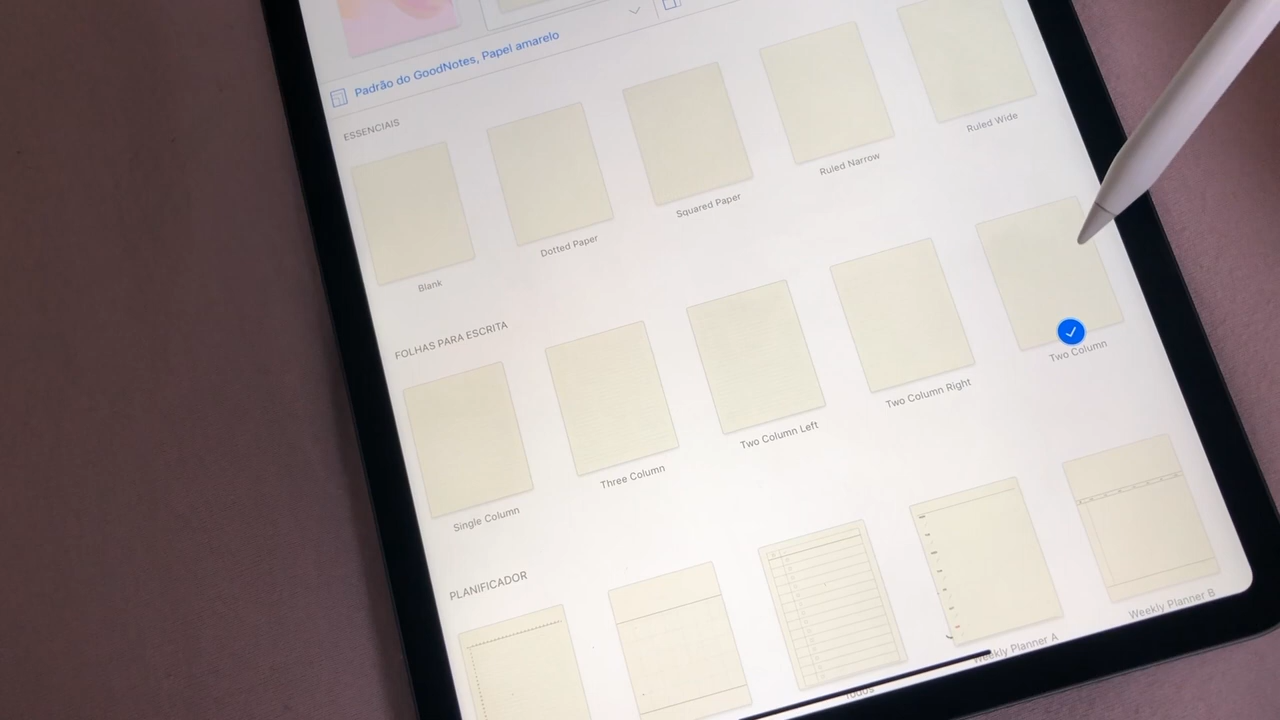 Padrão do GoodNotes, Papel amarelo
ESSENCIAIS
Blank
Dotted Paper
Squared Paper
Ruled Narrow
Ruled Wide
FOLHAS PARA ESCRITA
Single Column
Three Column
Two Column Left
Two Column Right
Two Column
PLANIFICADOR
Todos
Weekly Planner A
Weekly Planner B